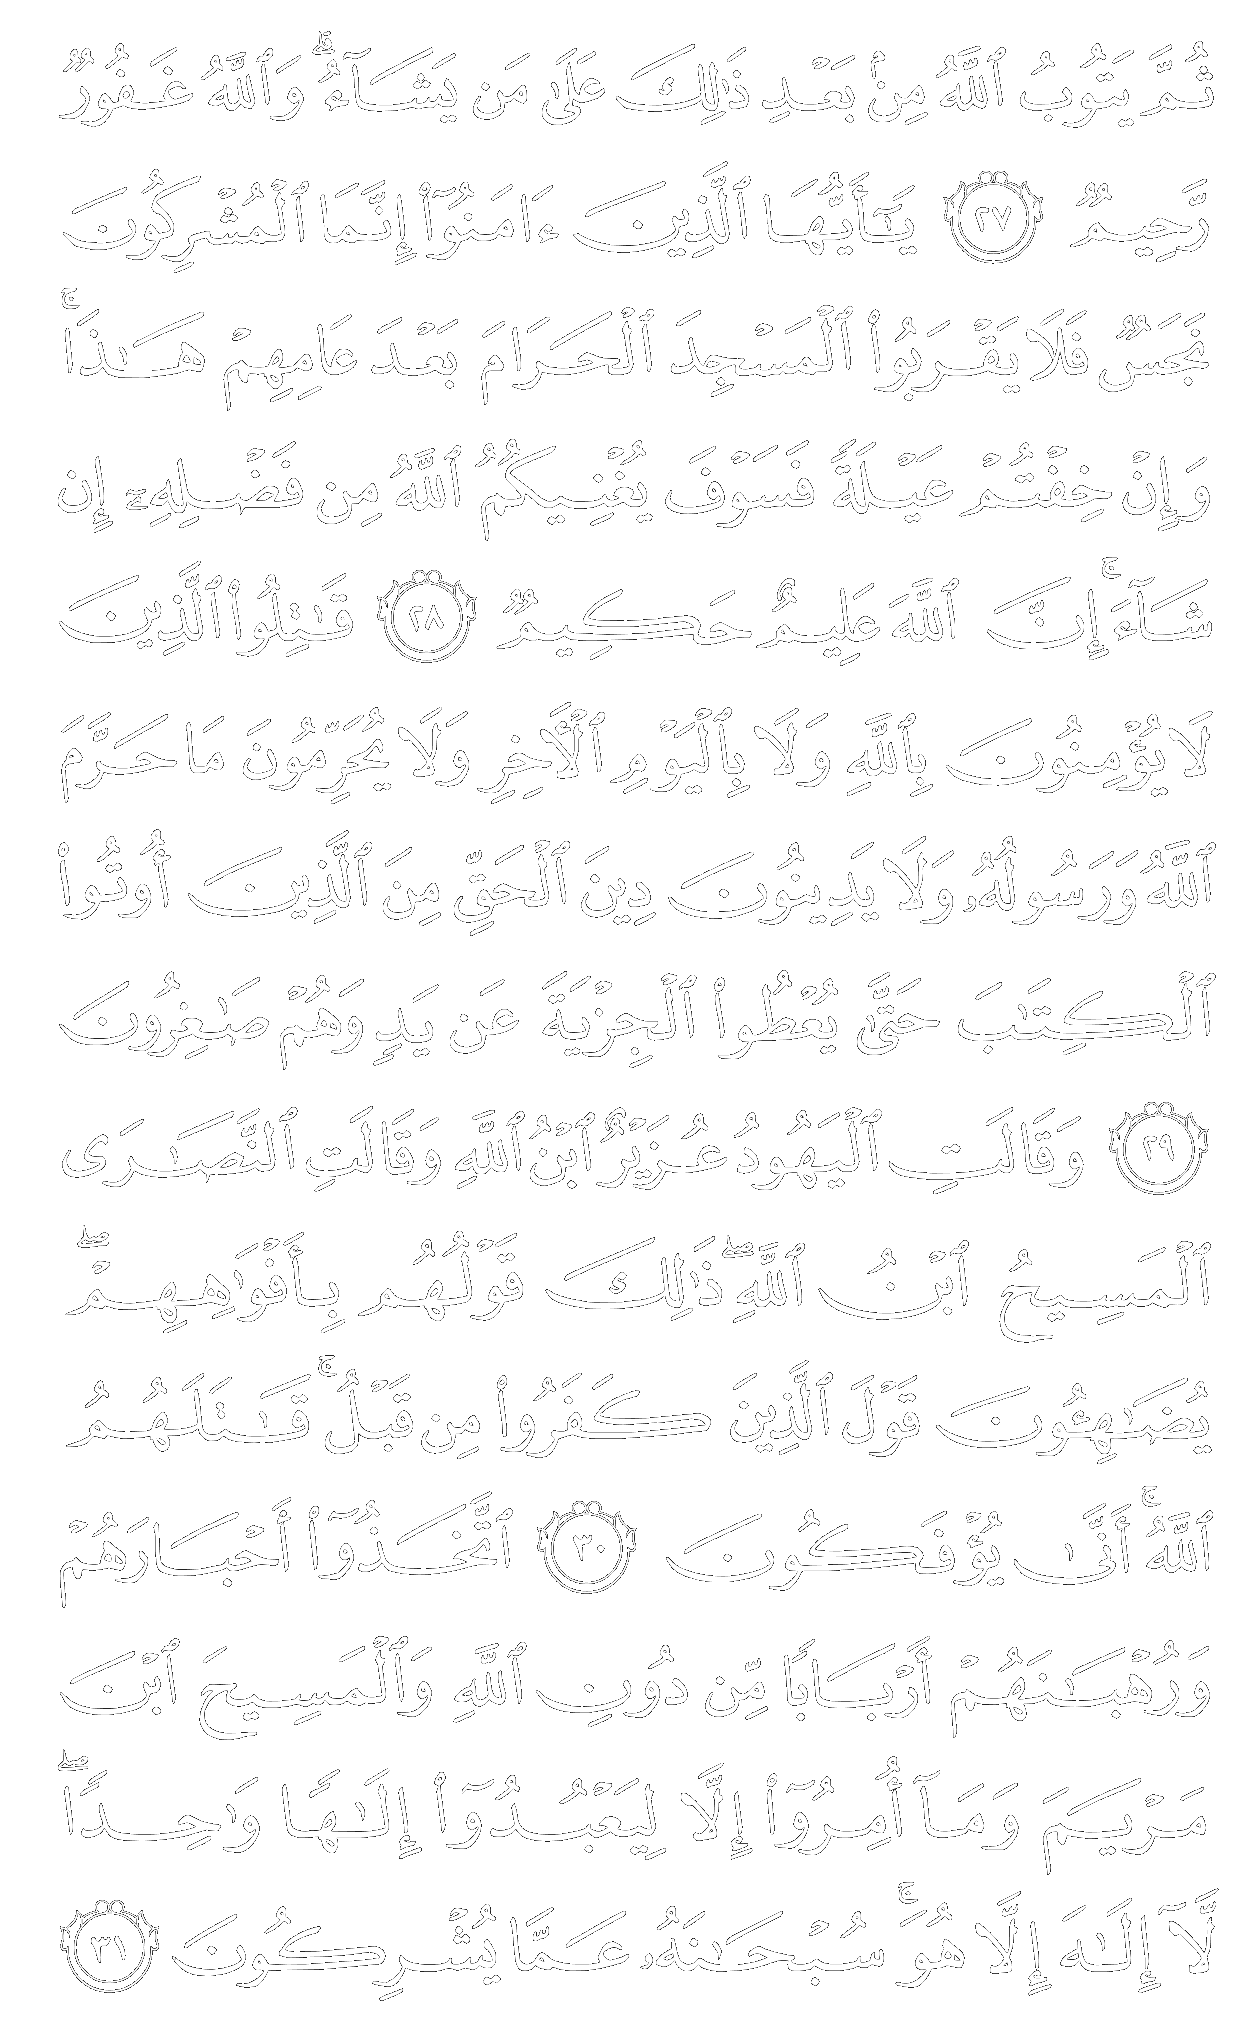 ثُمَّ يَتُوبُ ٱللَّهُ مِنۢ بَعْدِ ذَٰلِكَ عَلَىٰ مَن يَشَآءُ ۗ وَٱللَّهُ غَفُورٌ
رَّحِيمٌ ٢٧ يَـٰٓأَيُّهَا ٱلَّذِينَ ءَامَنُوٓا۟ إِنَّمَا ٱلْمُشْرِكُونَ
نَجَسٌ فَلَا يَقْرَبُوا۟ ٱلْمَسْجِدَ ٱلْحَرَامَ بَعْدَ عَامِهِمْ هَـٰذَا ۚ
وَإِنْ خِفْتُمْ عَيْلَةً فَسَوْفَ يُغْنِيكُمُ ٱللَّهُ مِن فَضْلِهِۦٓ إِن
شَآءَ ۚ إِنَّ ٱللَّهَ عَلِيمٌ حَكِيمٌ ٢٨ قَـٰتِلُوا۟ ٱلَّذِينَ
لَا يُؤْمِنُونَ بِٱللَّهِ وَلَا بِٱلْيَوْمِ ٱلْـَٔاخِرِ وَلَا يُحَرِّمُونَ مَا حَرَّمَ
ٱللَّهُ وَرَسُولُهُۥ وَلَا يَدِينُونَ دِينَ ٱلْحَقِّ مِنَ ٱلَّذِينَ أُوتُوا۟
ٱلْكِتَـٰبَ حَتَّىٰ يُعْطُوا۟ ٱلْجِزْيَةَ عَن يَدٍ وَهُمْ صَـٰغِرُونَ
٢٩ وَقَالَتِ ٱلْيَهُودُ عُزَيْرٌ ٱبْنُ ٱللَّهِ وَقَالَتِ ٱلنَّصَـٰرَى
ٱلْمَسِيحُ ٱبْنُ ٱللَّهِ ۖ ذَٰلِكَ قَوْلُهُم بِأَفْوَٰهِهِمْ ۖ
يُضَـٰهِـُٔونَ قَوْلَ ٱلَّذِينَ كَفَرُوا۟ مِن قَبْلُ ۚ قَـٰتَلَهُمُ
ٱللَّهُ ۚ أَنَّىٰ يُؤْفَكُونَ ٣٠ ٱتَّخَذُوٓا۟ أَحْبَارَهُمْ
وَرُهْبَـٰنَهُمْ أَرْبَابًا مِّن دُونِ ٱللَّهِ وَٱلْمَسِيحَ ٱبْنَ
مَرْيَمَ وَمَآ أُمِرُوٓا۟ إِلَّا لِيَعْبُدُوٓا۟ إِلَـٰهًا وَٰحِدًا ۖ
لَّآ إِلَـٰهَ إِلَّا هُوَ ۚ سُبْحَـٰنَهُۥ عَمَّا يُشْرِكُونَ ٣١